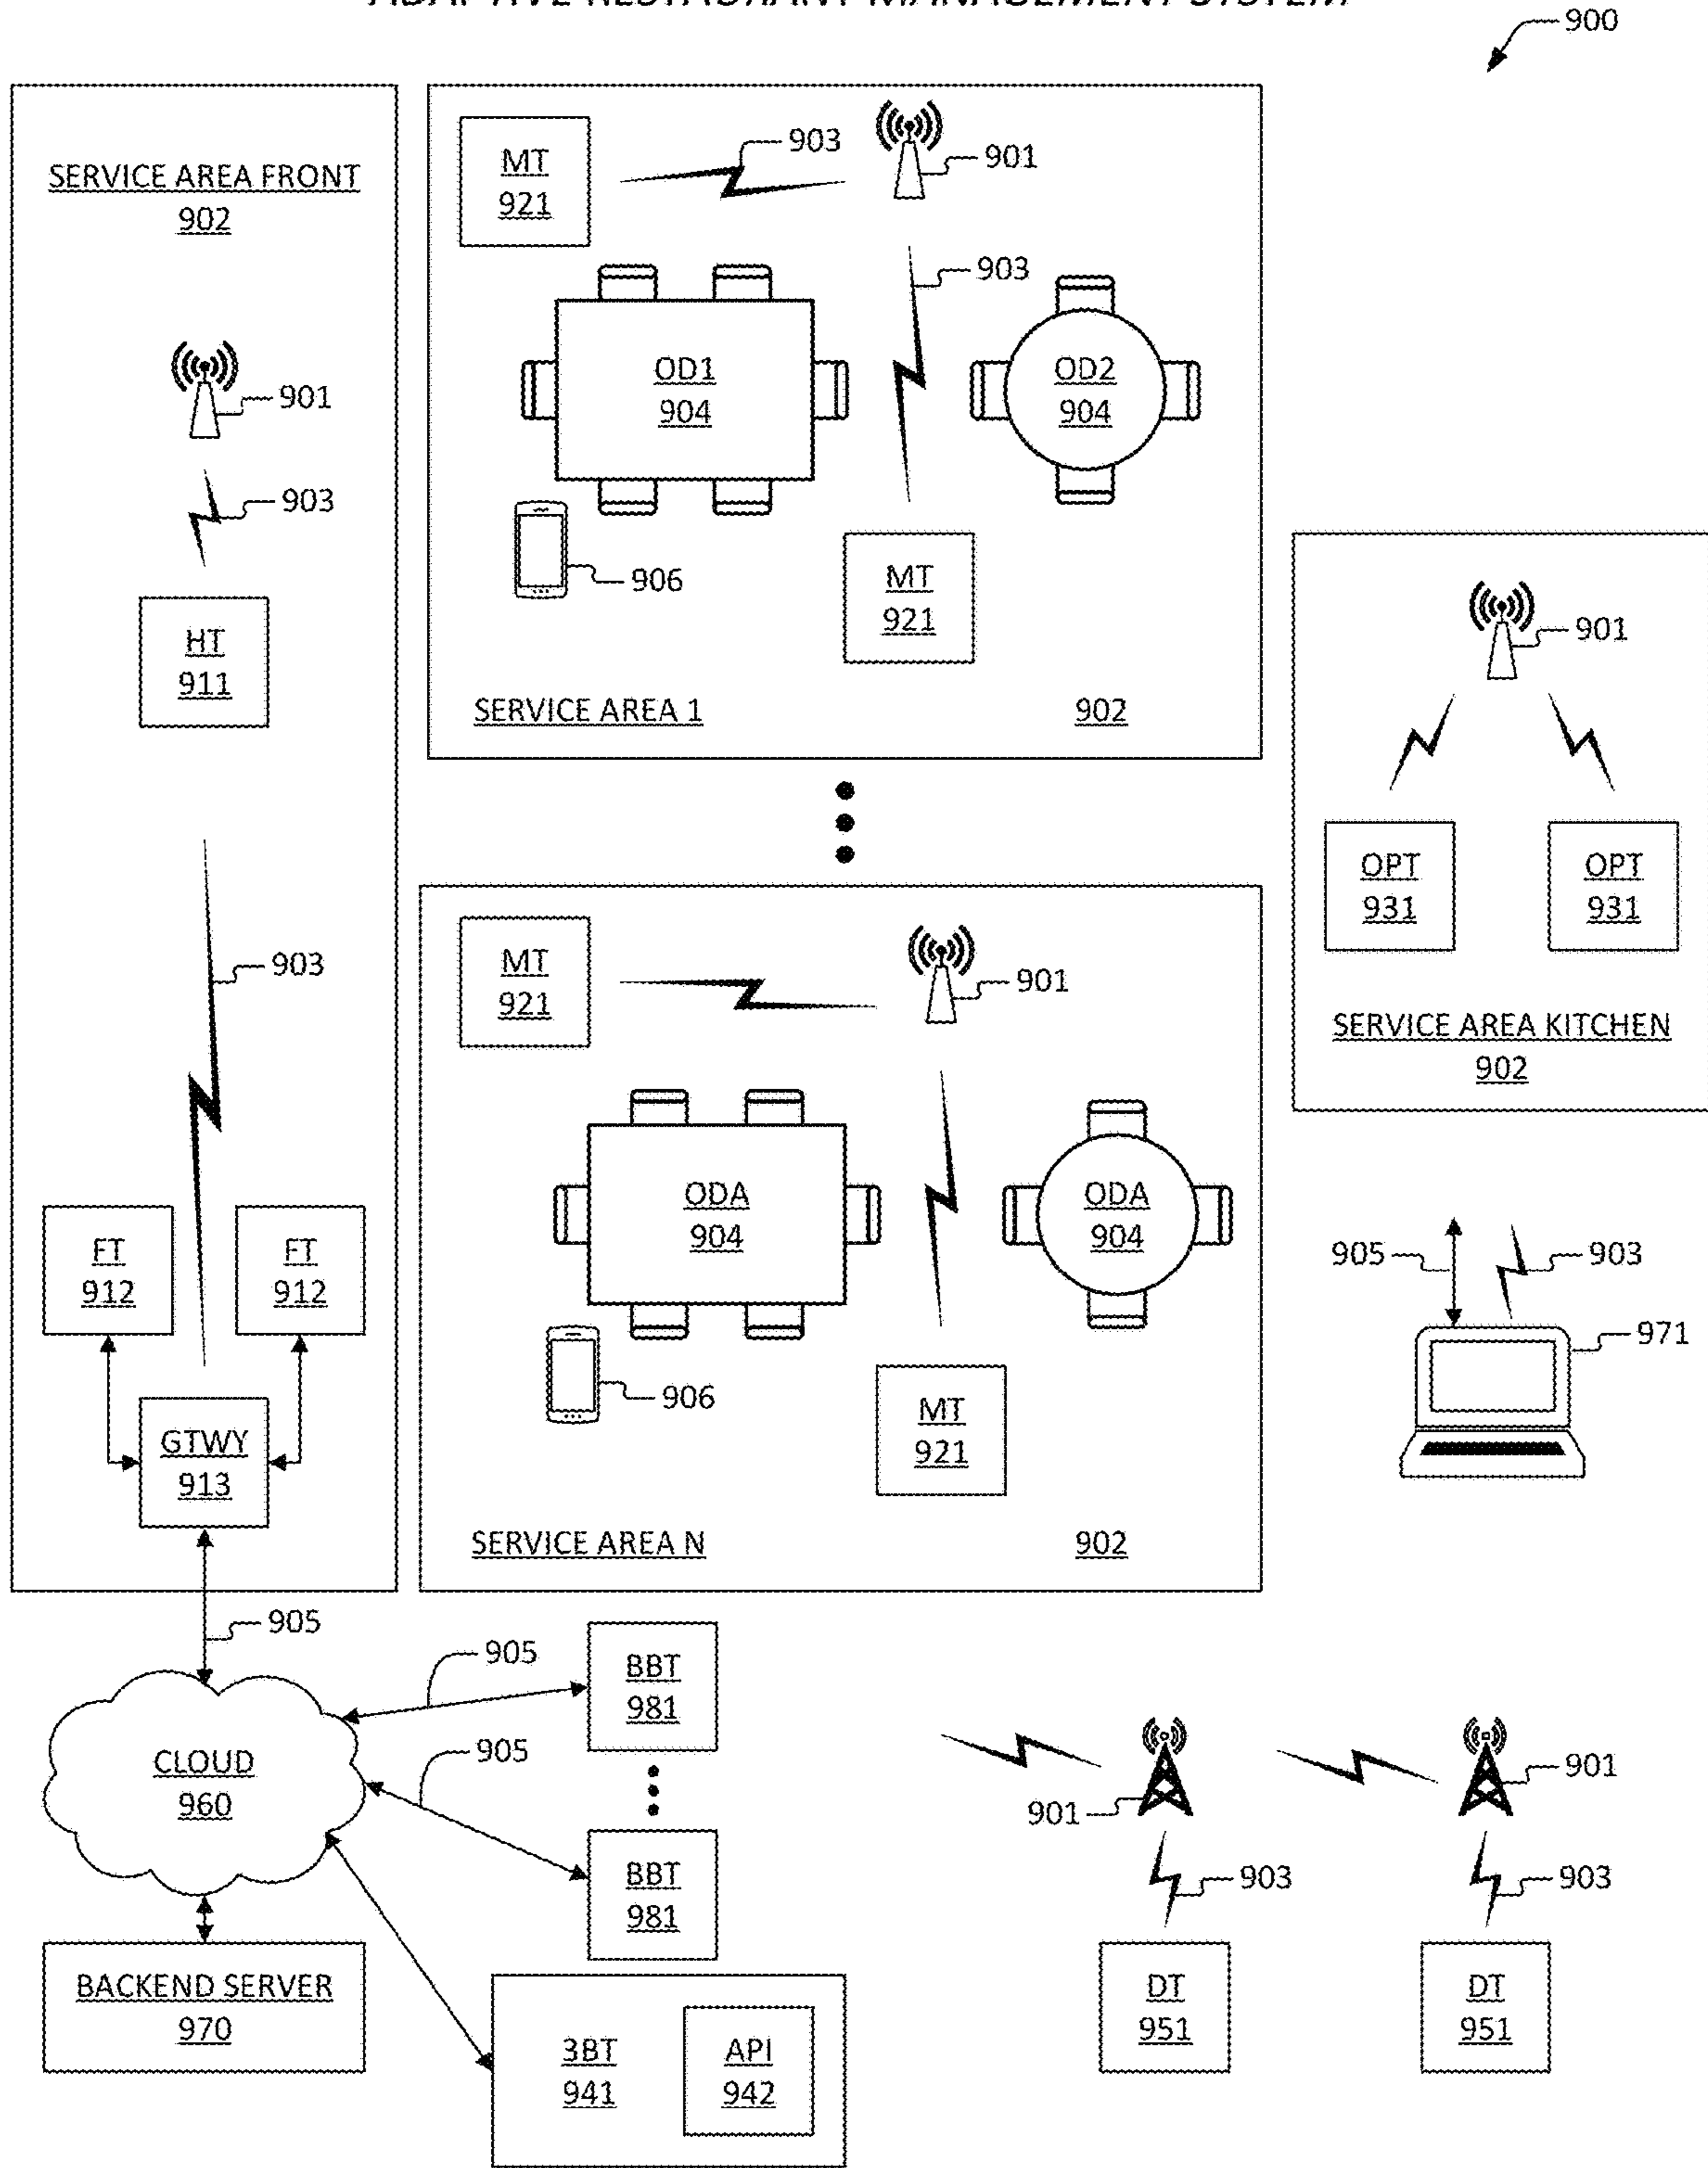 ADAPTIVE RESTAURANT MANAGEMENT SYSTEM
900
SERVICE AREA FRONT
902
901
903
HT
911
903
FT
912
FT
912
GTWY
913
MT
921
903
901
903
OD1
904
OD2
904
906
MT
921
SERVICE AREA 1
902
MT
921
901
ODA
904
ODA
904
906
MT
921
SERVICE AREA N
902
901
OPT
931
OPT
931
SERVICE AREA KITCHEN
902
905
903
971
905
CLOUD
960
905
905
BBT
981
BBT
981
BACKEND SERVER
970
3BT
941
API
942
901
903
DT
951
901
903
DT
951